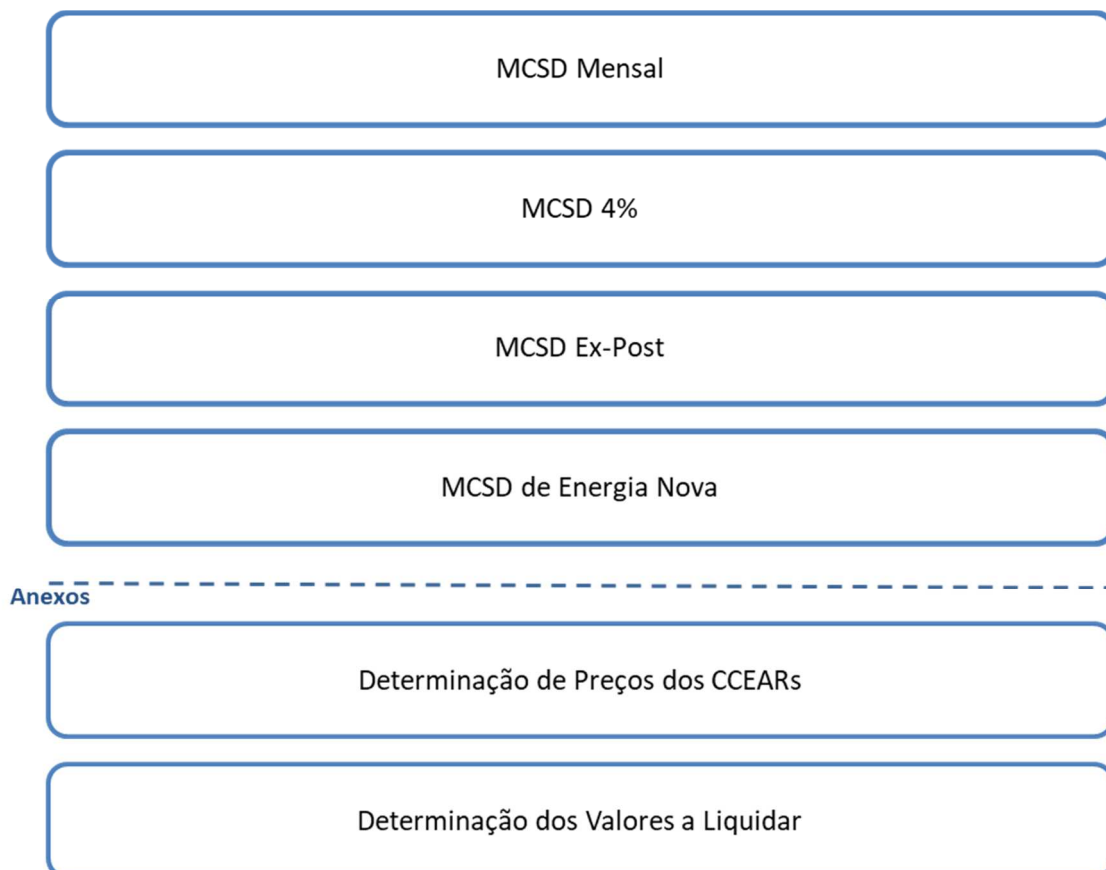 MCSD Mensal
MCSD 4%
MCSD Ex-Post
MCSD de Energia Nova
Anexos
Determinação de Preços dos CCEARs
Determinação dos Valores a Liquidar